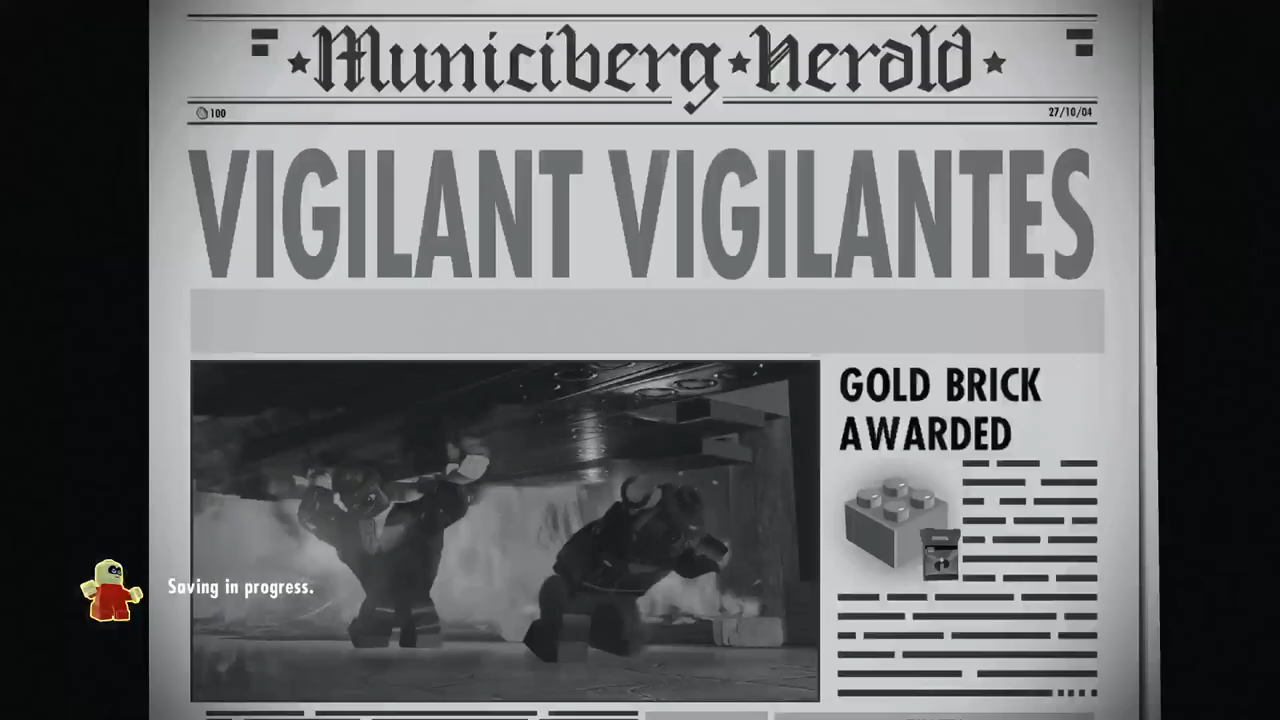 Municiberg Herald
100
27/10/04
VIGILANT VIGILANTES
GOLD BRICK
AWARDED
Saving in progress.